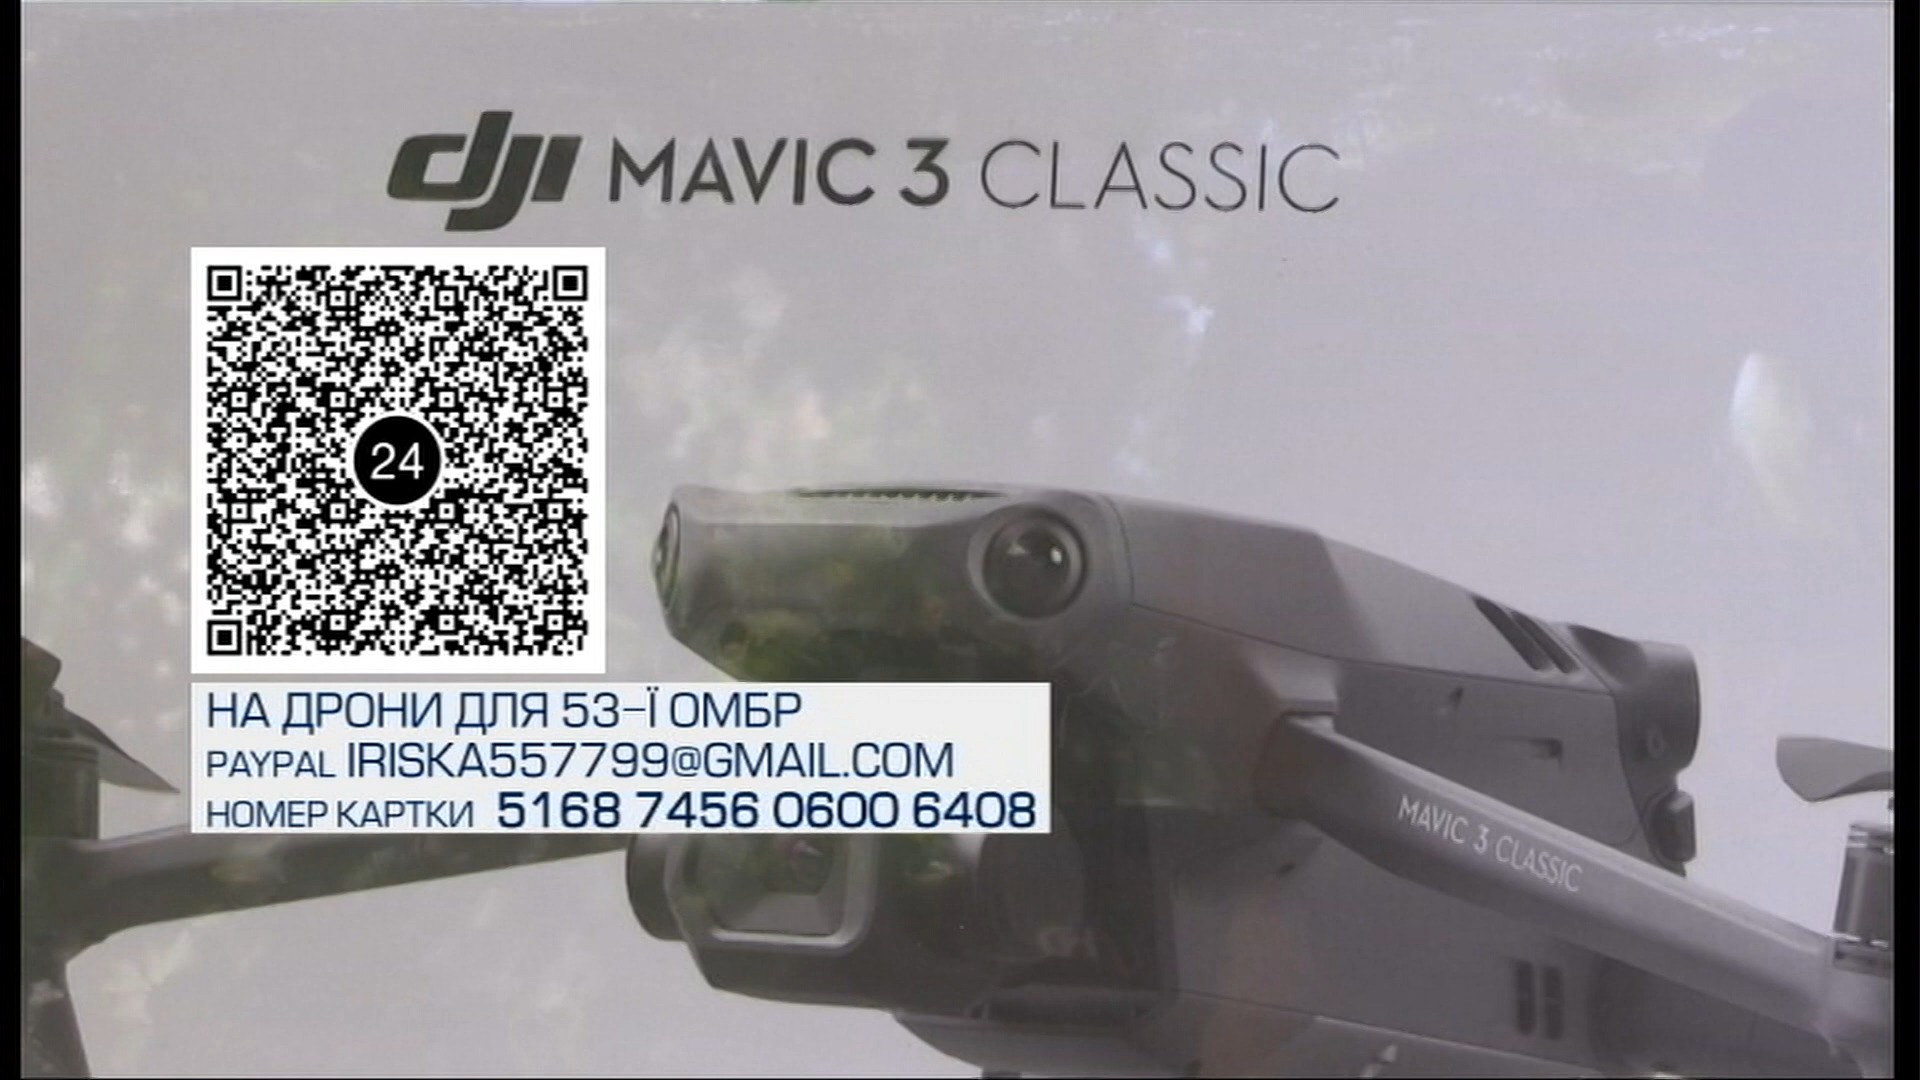 dji MAVIC 3 CLASSIC
24
НА ДРОНИ ДЛЯ 53-Ї ОМБР
PAYPAL IRISKA557799@GMAIL.COM
НОМЕР КАРТКИ 5168 7456 0600 6408
MAVIC 3 CLASSIC